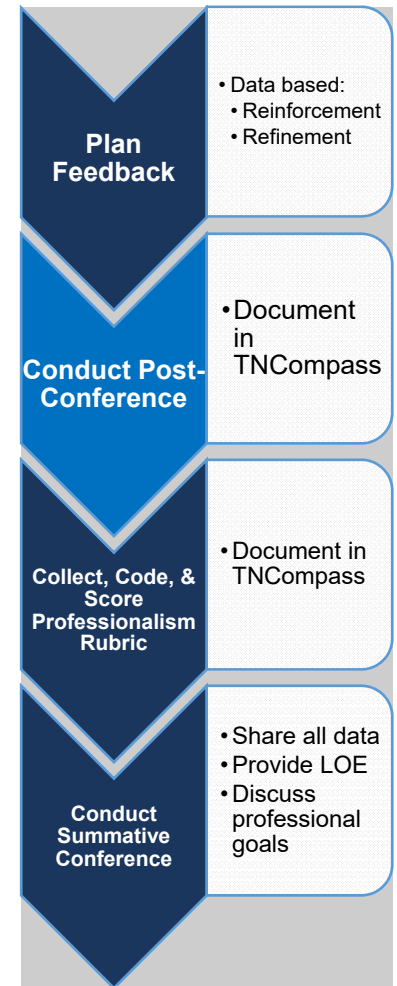 Plan
Feedback
• Data based:
• Reinforcement
• Refinement
Conduct Post-
Conference
• Document
in
TNCompass
Collect, Code, &
Score
Professionalism
Rubric
• Document in
TNCompass
Conduct
Summative
Conference
• Share all data
• Provide LOE
• Discuss
professional
goals